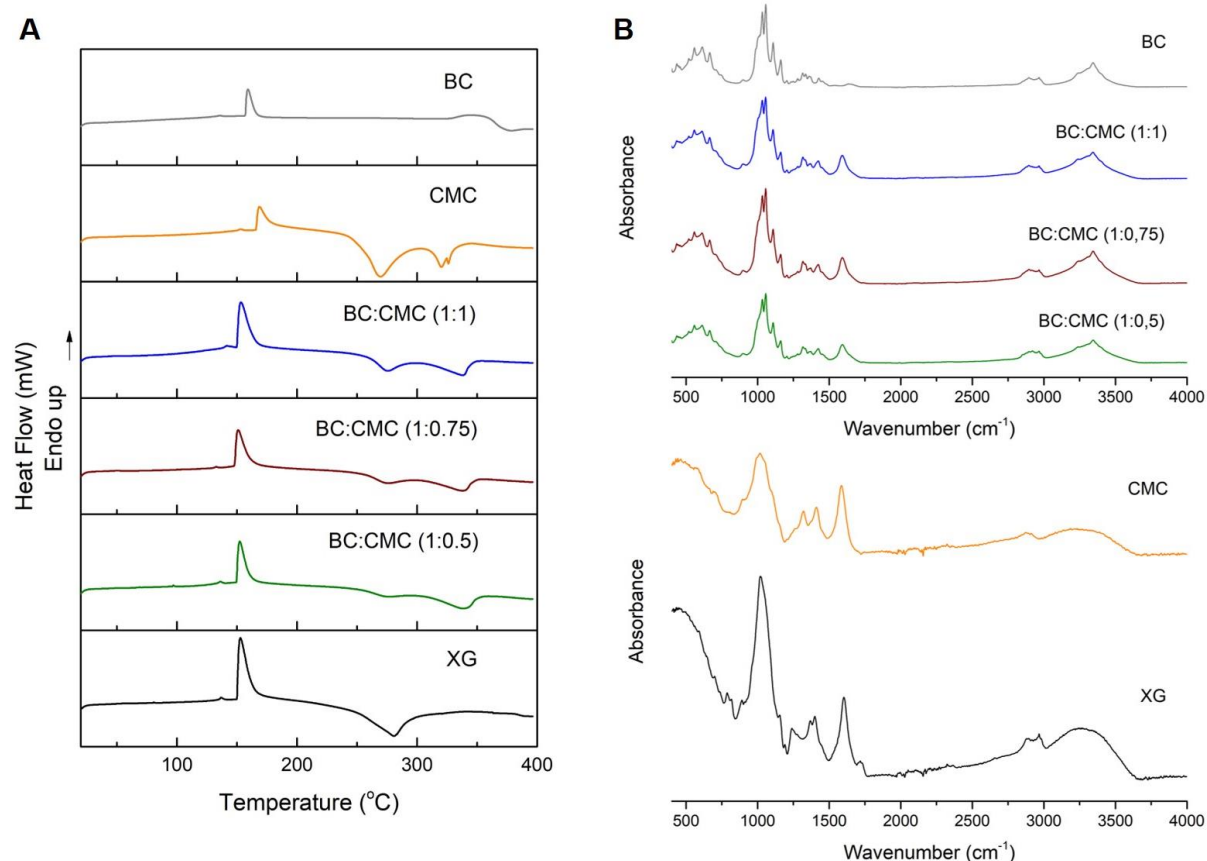 A
BC
CMC
BC:CMC (1:1)
BC:CMC (1:0.75)
BC:CMC (1:0.5)
XG
Heat Flow (mW)
Endo up
100 200 300 400
Temperature (°C)
B
BC
BC:CMC (1:1)
BC:CMC (1:0,75)
BC:CMC (1:0,5)
Absorbance
500 1000 1500 2000 2500 3000 3500 4000
Wavenumber (cm⁻¹)
CMC
XG
Absorbance
500 1000 1500 2000 2500 3000 3500 4000
Wavenumber (cm⁻¹)